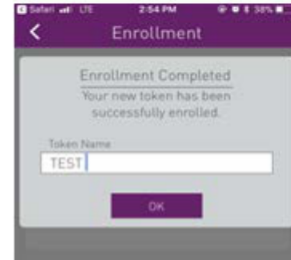 Safari LTE 2:54 PM 38%
Enrollment
Enrollment Completed
Your new token has been
successfully enrolled.
Token Name
TEST
OK